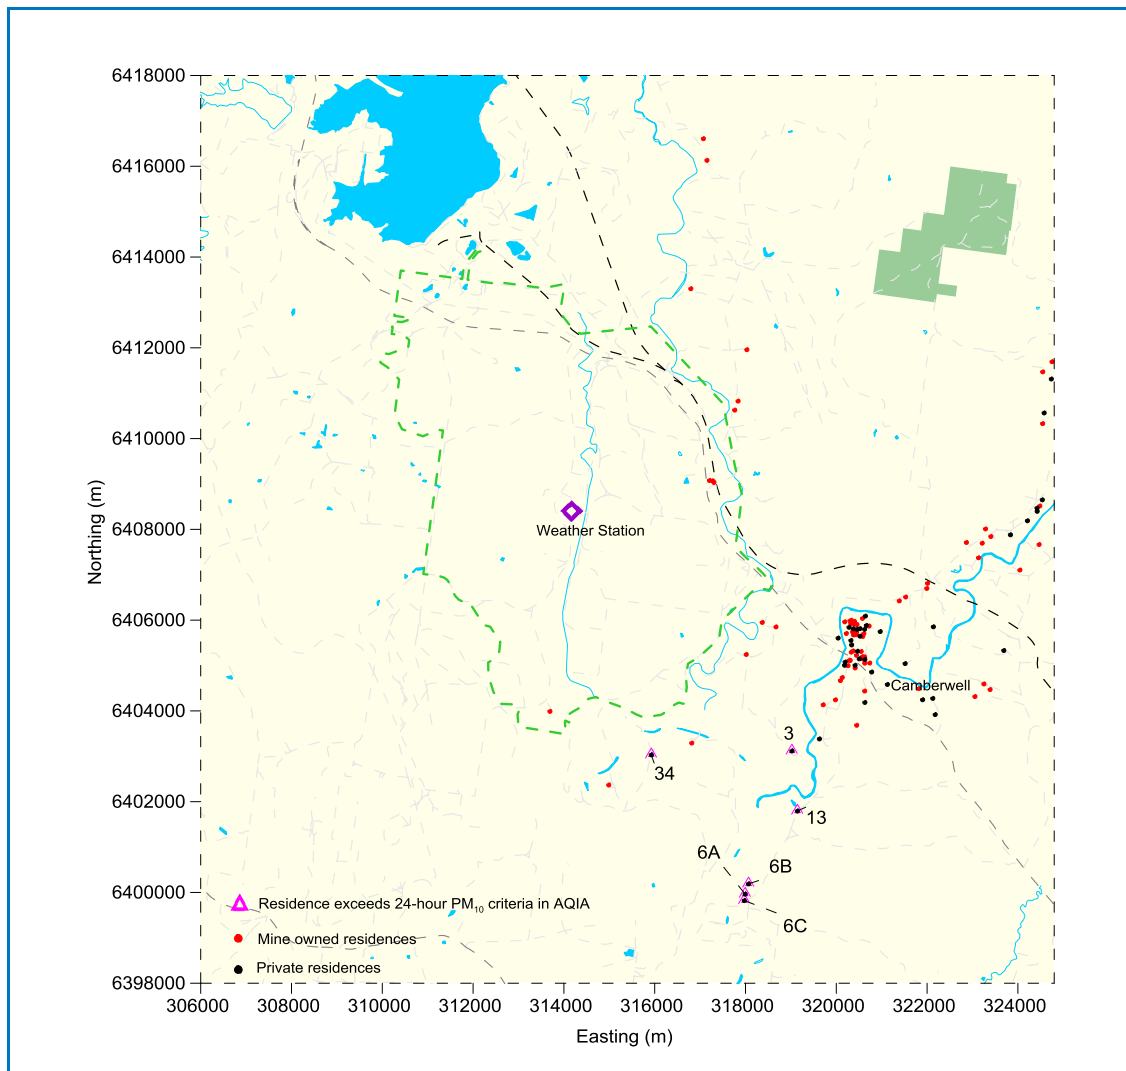 6418000
6416000
6414000
6412000
6410000
6408000
6406000
6404000
6402000
6400000
6398000
Northing (m)
Weather Station
Camberwell
3
34
13
6A
6B
6C
Residence exceeds 24-hour PM10 criteria in AQIA
Mine owned residences
Private residences
306000 308000 310000 312000 314000 316000 318000 320000 322000 324000
Easting (m)